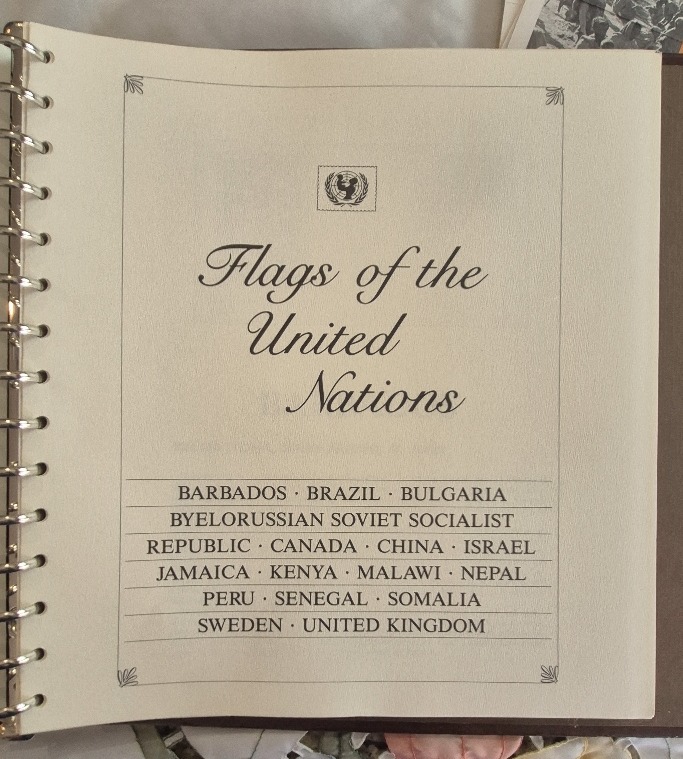 Flags of the
United
Nations
BARBADOS · BRAZIL · BULGARIA
BYELORUSSIAN SOVIET SOCIALIST
REPUBLIC · CANADA · CHINA · ISRAEL
JAMAICA · KENYA · MALAWI · NEPAL
PERU · SENEGAL · SOMALIA
SWEDEN · UNITED KINGDOM